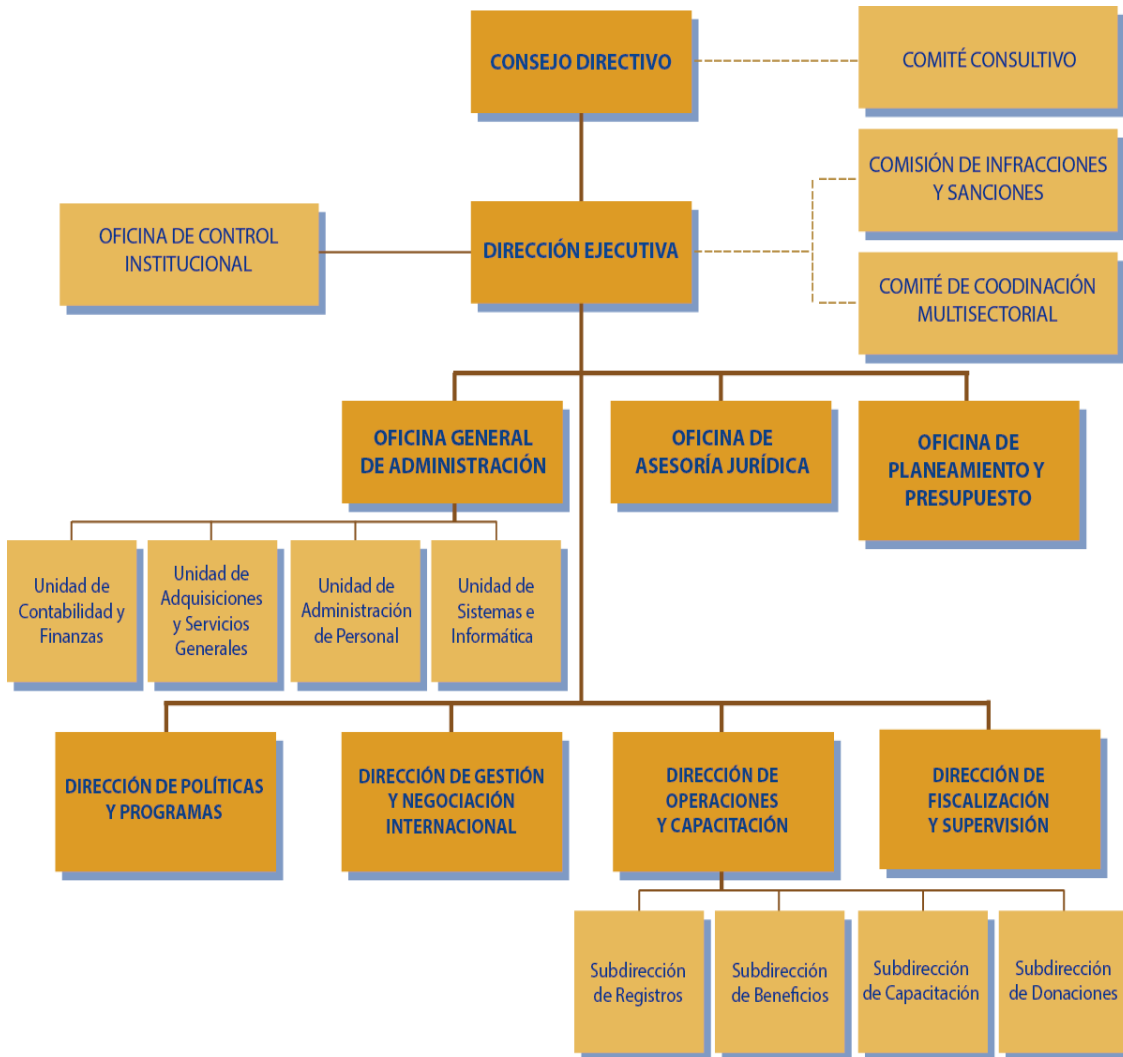 CONSEJO DIRECTIVO
COMITÉ CONSULTIVO
COMISIÓN DE INFRACCIONES
Y SANCIONES
OFICINA DE CONTROL
INSTITUCIONAL
DIRECCIÓN EJECUTIVA
COMITÉ DE COODINACIÓN
MULTISECTORIAL
OFICINA GENERAL
DE ADMINISTRACIÓN
OFICINA DE
ASESORÍA JURÍDICA
OFICINA DE
PLANEAMIENTO Y
PRESUPUESTO
Unidad de
Contabilidad y
Finanzas
Unidad de
Adquisiciones
y Servicios
Generales
Unidad de
Administración
de Personal
Unidad de
Sistemas e
Informática
DIRECCIÓN DE POLÍTICAS
Y PROGRAMAS
DIRECCIÓN DE GESTIÓN
Y NEGOCIACIÓN
INTERNACIONAL
DIRECCIÓN DE
OPERACIONES
Y CAPACITACIÓN
DIRECCIÓN DE
FISCALIZACIÓN
Y SUPERVISIÓN
Subdirección
de Registros
Subdirección
de Beneficios
Subdirección
de Capacitación
Subdirección
de Donaciones